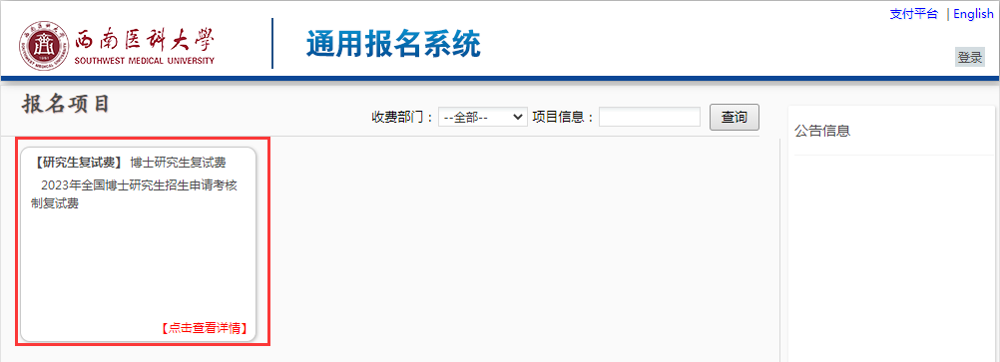 支付平台 | English
西南医科大学
SOUTHWEST MEDICAL UNIVERSITY
通用报名系统
登录
报名项目
收费部门： --全部-- 项目信息： 查询
公告信息
【研究生复试费】 博士研究生复试费
2023年全国博士研究生招生申请考核
制复试费
【点击查看详情】